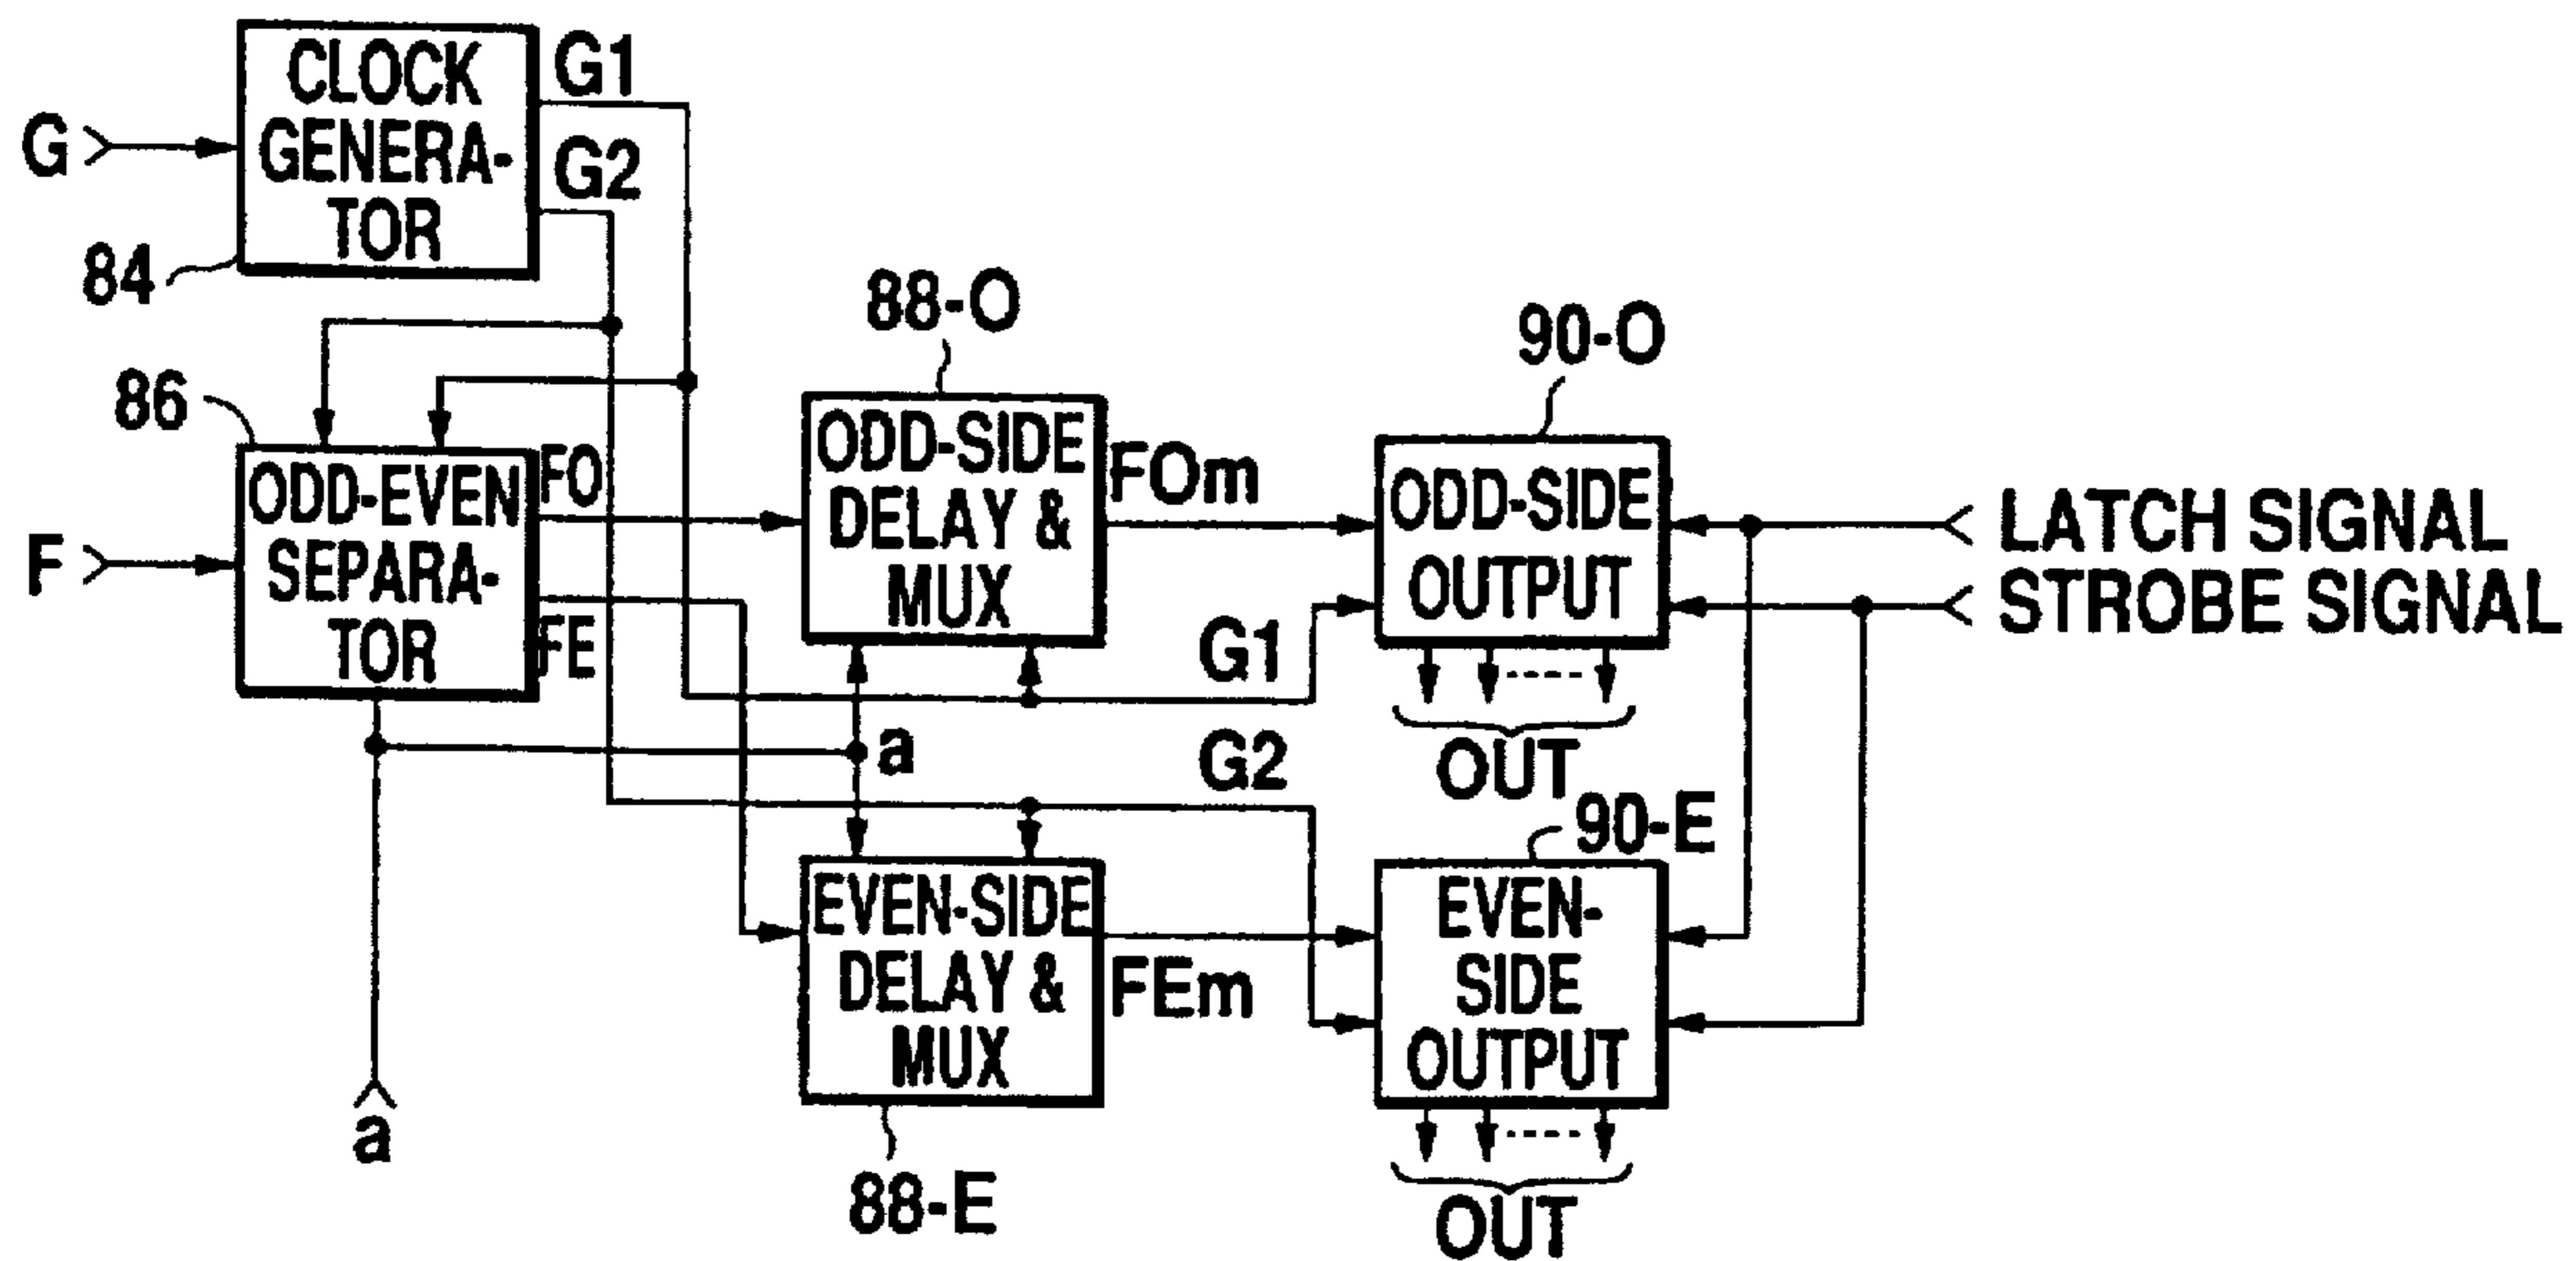 CLOCK
GENERA-
TOR
G1
G2
G
84
88-O
90-O
86
ODD-EVEN
SEPARA-
TOR
FO
FE
F
ODD-SIDE
DELAY &
MUX
FOm
ODD-SIDE
OUTPUT
LATCH SIGNAL
STROBE SIGNAL
G1
a
G2
OUT
90-E
EVEN-SIDE
DELAY &
MUX
FEm
EVEN-
SIDE
OUTPUT
a
88-E
OUT